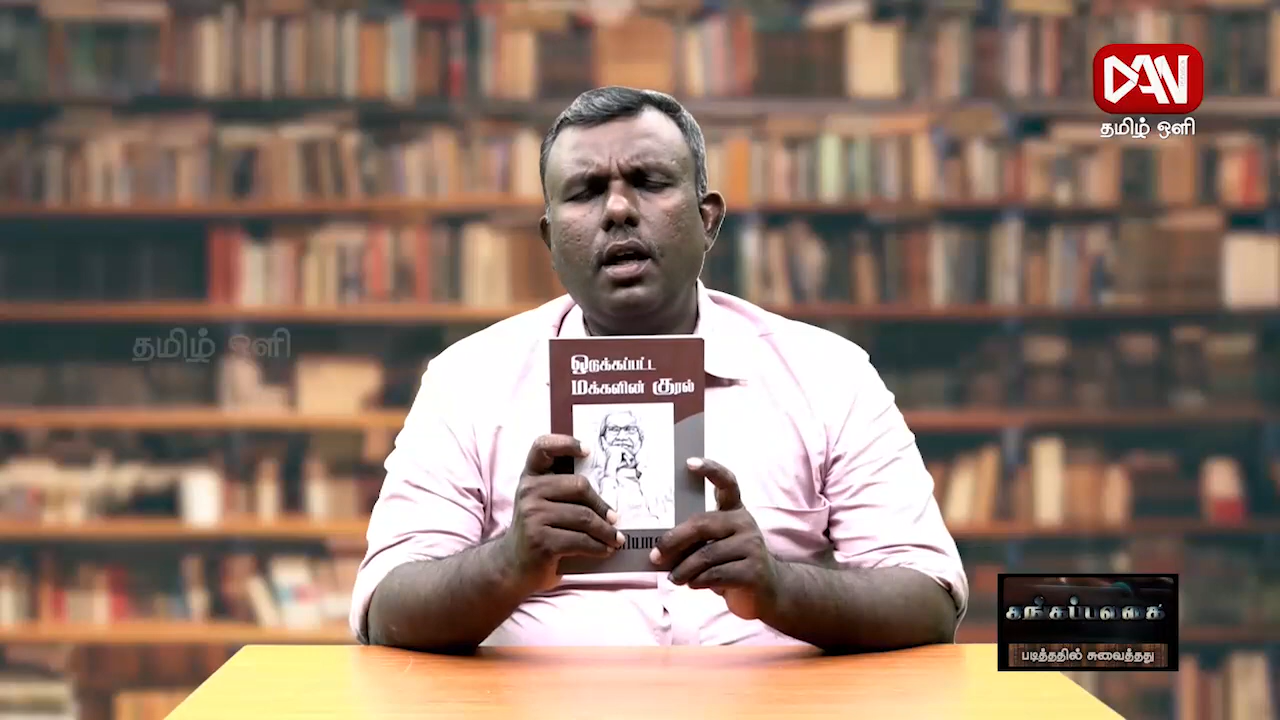 DAN
தமிழ் ஒளி
தமிழ் ஒளி
ஒடுக்கப்பட்ட
மக்களின் குரல்
சங்கப்பலகை
படித்ததில் சுவைத்தது